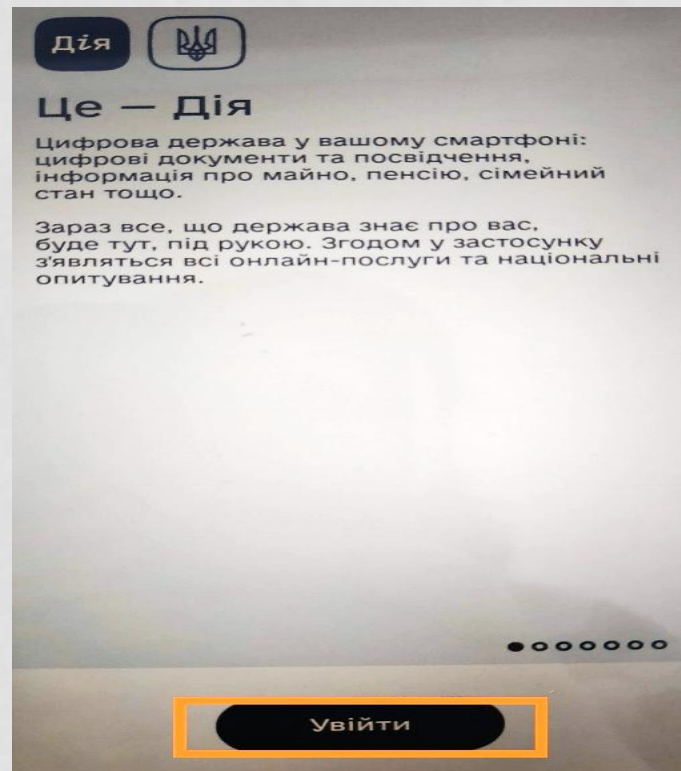 Дія
Це — Дія
Цифрова держава у вашому смартфоні:
цифрові документи та посвідчення,
інформація про майно, пенсію, сімейний
стан тощо.
Зараз все, що держава знає про вас,
буде тут, під рукою. Згодом у застосунку
з'являться всі онлайн-послуги та національні
опитування.
Увійти